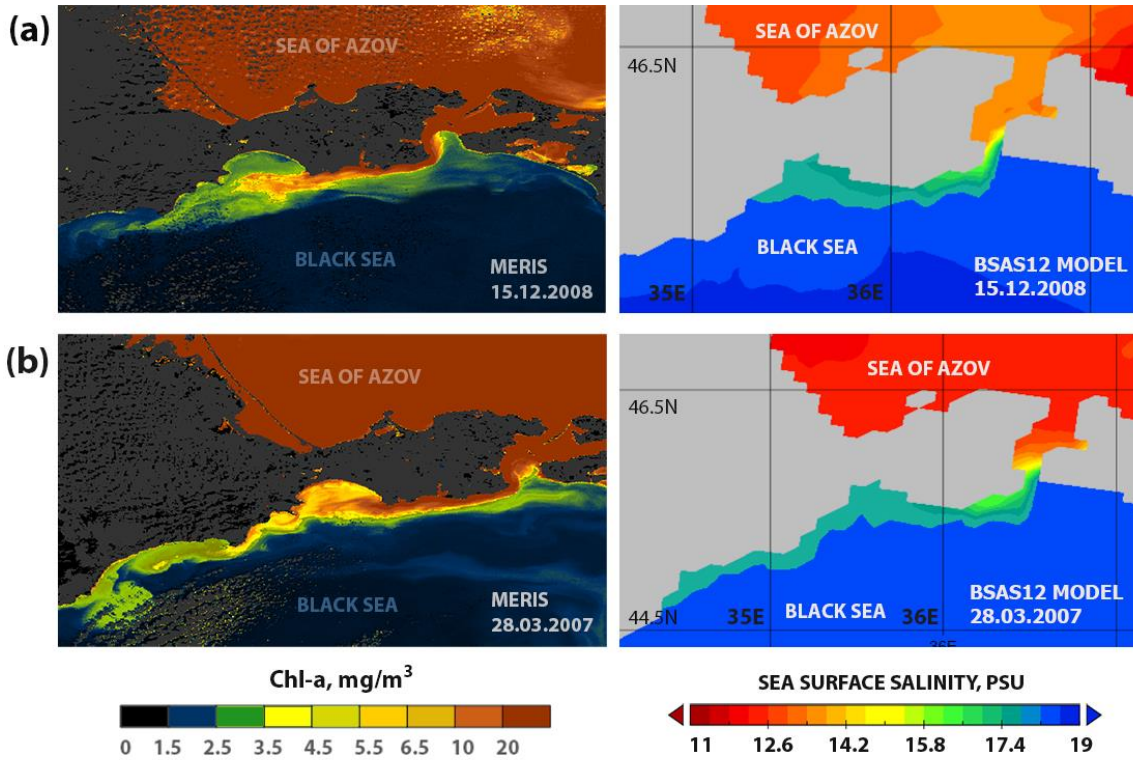 (a)
SEA OF AZOV
BLACK SEA
MERIS
15.12.2008
SEA OF AZOV
46.5N
BLACK SEA
35E
36E
BSAS12 MODEL
15.12.2008
(b)
SEA OF AZOV
BLACK SEA
MERIS
28.03.2007
SEA OF AZOV
46.5N
44.5N
35E
BLACK SEA
36E
36E
BSAS12 MODEL
28.03.2007
Chl-a, mg/m³
0 1.5 2.5 3.5 4.5 5.5 6.5 10 20
SEA SURFACE SALINITY, PSU
11 12.6 14.2 15.8 17.4 19